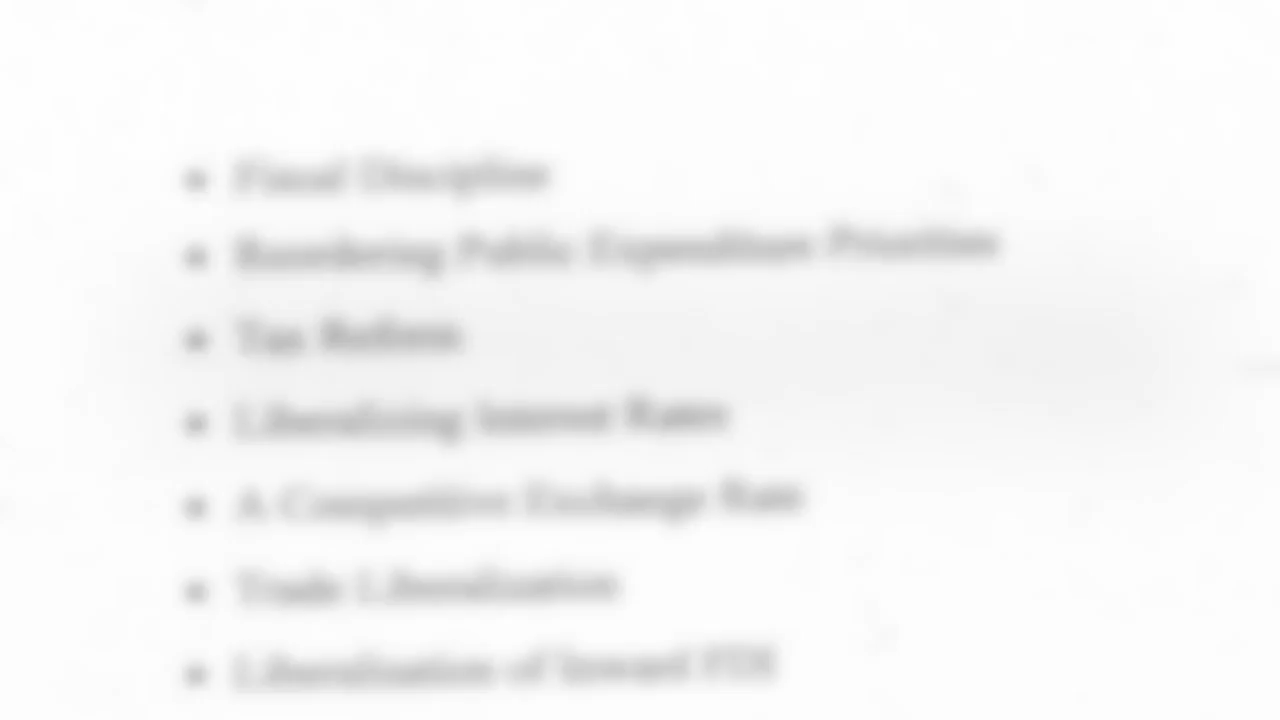 • Fiscal Discipline
• Reordering Public Expenditure Priorities
• Tax Reform
• Liberalizing Interest Rates
• A Competitive Exchange Rate
• Trade Liberalization
• Liberalization of Inward FDI